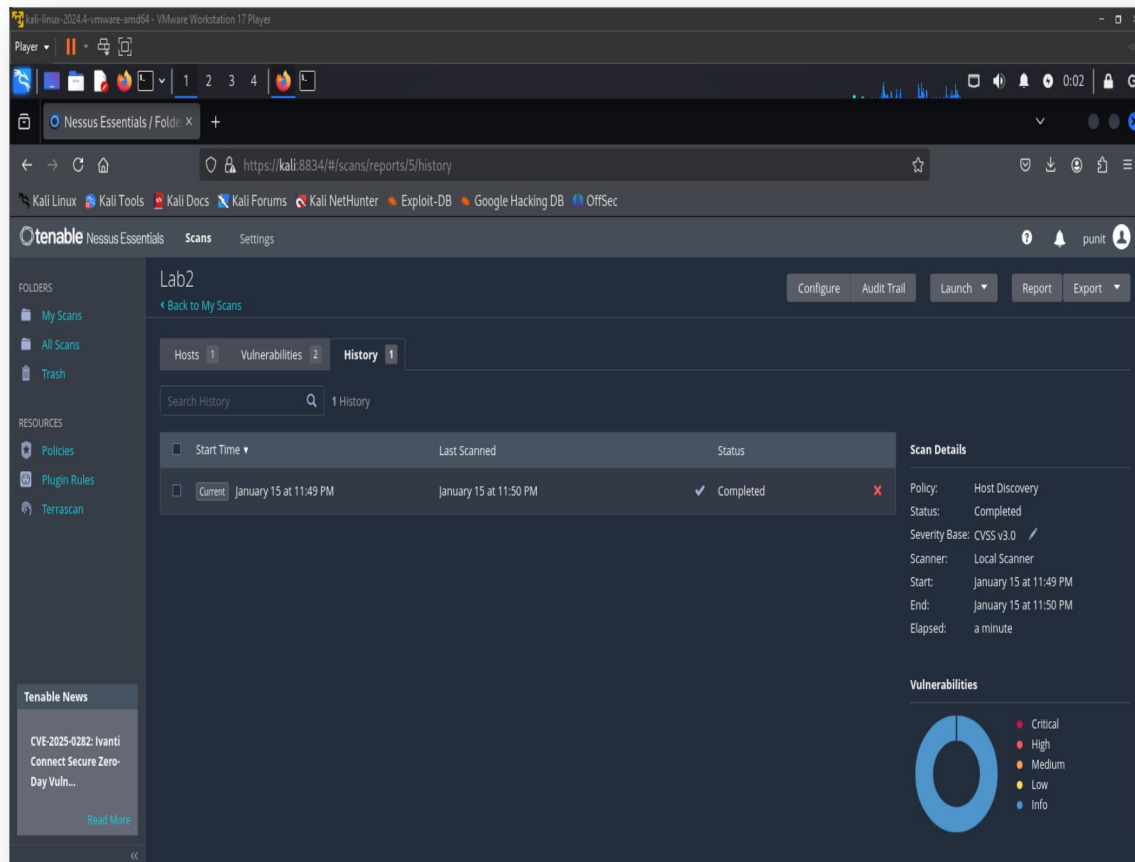 kali-linux-2024.4-vmware-amd64 - VMware Workstation 17 Player
Player
1 2 3 4 0:02
Nessus Essentials / Folde
https://kali:8834/#/scans/reports/5/history
Kali Linux Kali Tools Kali Docs Kali Forums Kali NetHunter Exploit-DB Google Hacking DB OffSec
tenable Nessus Essentials Scans Settings punit
FOLDERS
My Scans
All Scans
Trash
RESOURCES
Policies
Plugin Rules
Terrascan
Tenable News
CVE-2025-0282: Ivanti
Connect Secure Zero-
Day Vuln...
Read More
Lab2
Back to My Scans
Configure Audit Trail Launch Report Export
Hosts 1 Vulnerabilities 2 History 1
Search History 1 History
Start Time Last Scanned Status
Current January 15 at 11:49 PM January 15 at 11:50 PM Completed
Scan Details
Policy: Host Discovery
Status: Completed
Severity Base: CVSS v3.0
Scanner: Local Scanner
Start: January 15 at 11:49 PM
End: January 15 at 11:50 PM
Elapsed: a minute
Vulnerabilities
Critical
High
Medium
Low
Info